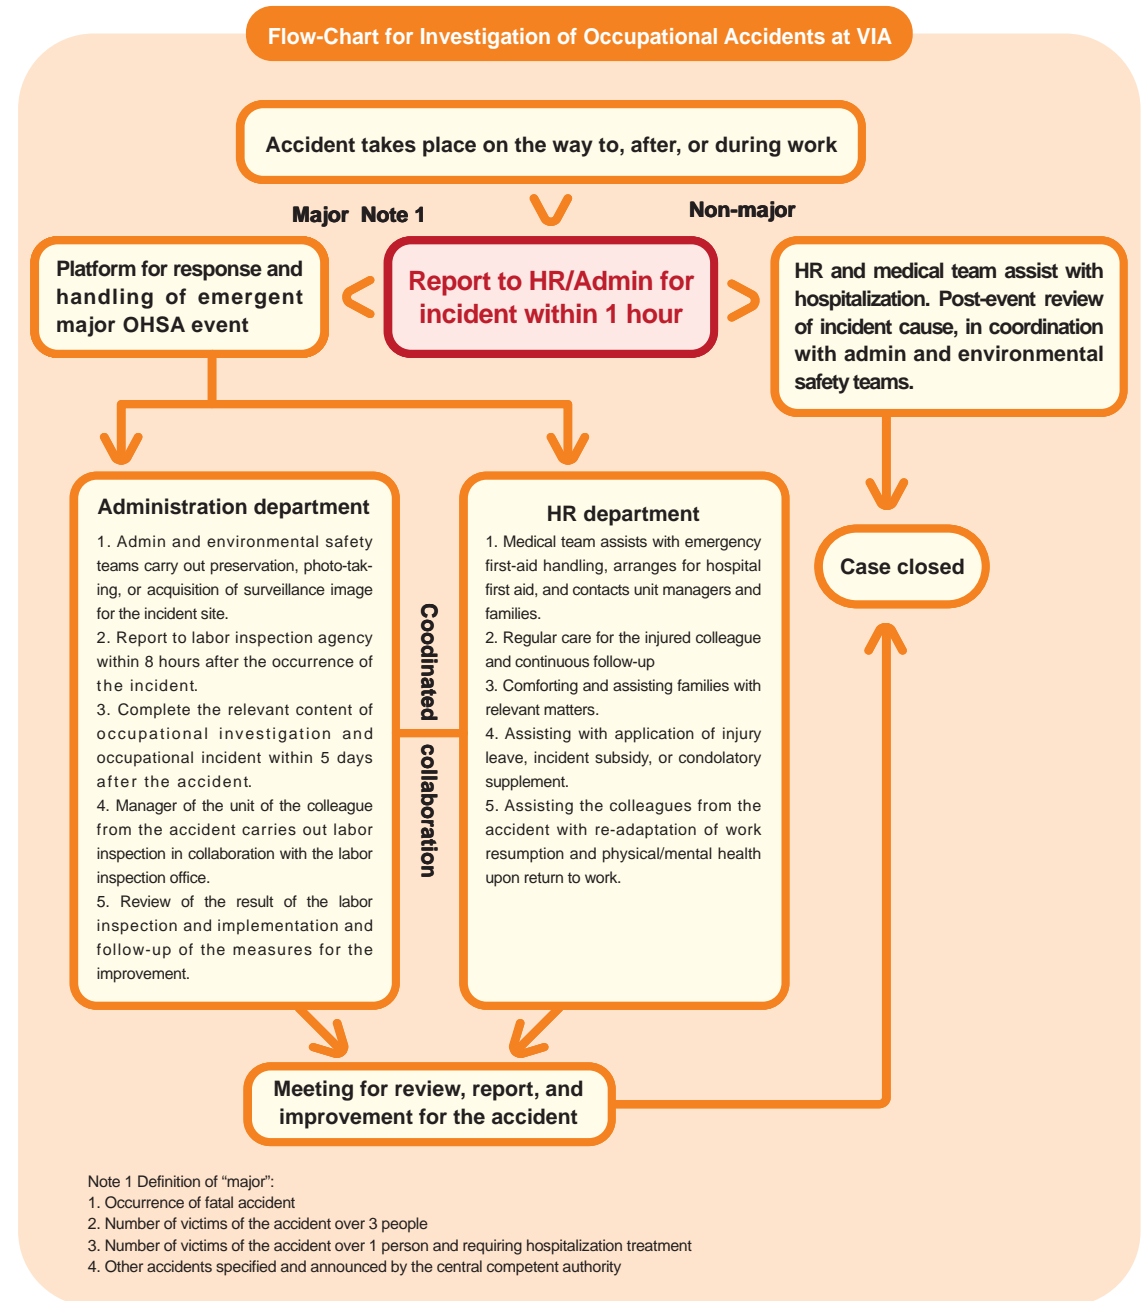 Flow-Chart for Investigation of Occupational Accidents at VIA
Accident takes place on the way to, after, or during work
Major Note 1
Non-major
Platform for response and
handling of emergent
major OHSA event
Report to HR/Admin for
incident within 1 hour
HR and medical team assist with
hospitalization. Post-event review
of incident cause, in coordination
with admin and environmental
safety teams.
Administration department
1. Admin and environmental safety
teams carry out preservation, photo-tak-
ing, or acquisition of surveillance image
for the incident site.
2. Report to labor inspection agency
within 8 hours after the occurrence of
the incident.
3. Complete the relevant content of
occupational investigation and
occupational incident within 5 days
after the accident.
4. Manager of the unit of the colleague
from the accident carries out labor
inspection in collaboration with the labor
inspection office.
5. Review of the result of the labor
inspection and implementation and
follow-up of the measures for the
improvement.
Coodinated
collaboration
HR department
1. Medical team assists with emergency
first-aid handling, arranges for hospital
first aid, and contacts unit managers and
families.
2. Regular care for the injured colleague
and continuous follow-up
3. Comforting and assisting families with
relevant matters.
4. Assisting with application of injury
leave, incident subsidy, or condolatory
supplement.
5. Assisting the colleagues from the
accident with re-adaptation of work
resumption and physical/mental health
upon return to work.
Case closed
Meeting for review, report, and
improvement for the accident
Note 1 Definition of “major”:
1. Occurrence of fatal accident
2. Number of victims of the accident over 3 people
3. Number of victims of the accident over 1 person and requiring hospitalization treatment
4. Other accidents specified and announced by the central competent authority